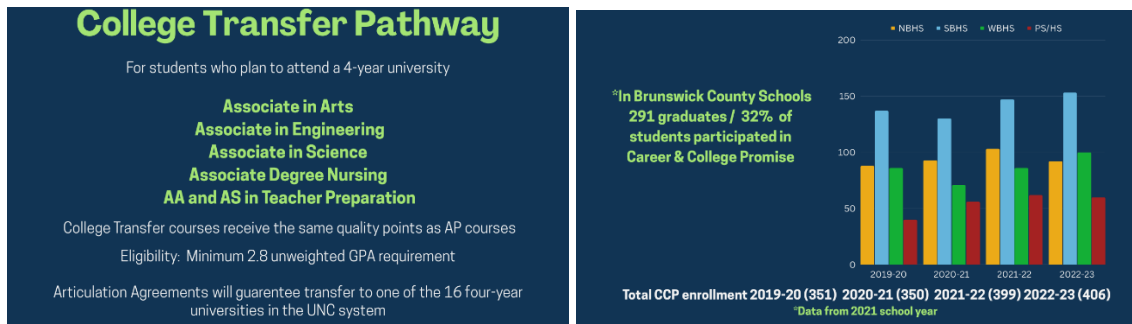 College Transfer Pathway
For students who plan to attend a 4-year university
Associate in Arts
Associate in Engineering
Associate in Science
Associate Degree Nursing
AA and AS in Teacher Preparation
College Transfer courses receive the same quality points as AP courses
Eligibility: Minimum 2.8 unweighted GPA requirement
Articulation Agreements will guarentee transfer to one of the 16 four-year
universities in the UNC system
NBHS SBHS WBHS PS/HS
*In Brunswick County Schools
291 graduates / 32% of
students participated in
Career & College Promise
200
150
100
50
0
2019-20 2020-21 2021-22 2022-23
Total CCP enrollment 2019-20 (351) 2020-21 (350) 2021-22 (399) 2022-23 (406)
*Data from 2021 school year